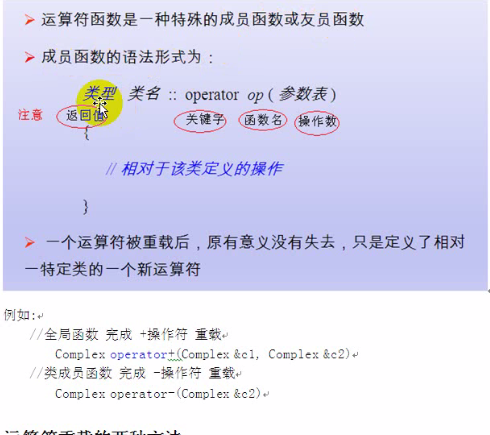 ➢ 运算符函数是一种特殊的成员函数或友员函数
➢ 成员函数的语法形式为：
类型 类名 :: operator op ( 参数表 )
注意 返回值 关键字 函数名 操作数
{
// 相对于该类定义的操作
}
➢ 一个运算符被重载后，原有意义没有失去，只是定义了相对
一特定类的一个新运算符
例如:
//全局函数 完成 +操作符 重载
Complex operator+(Complex &c1, Complex &c2)
//类成员函数 完成 -操作符 重载
Complex operator-(Complex &c2)